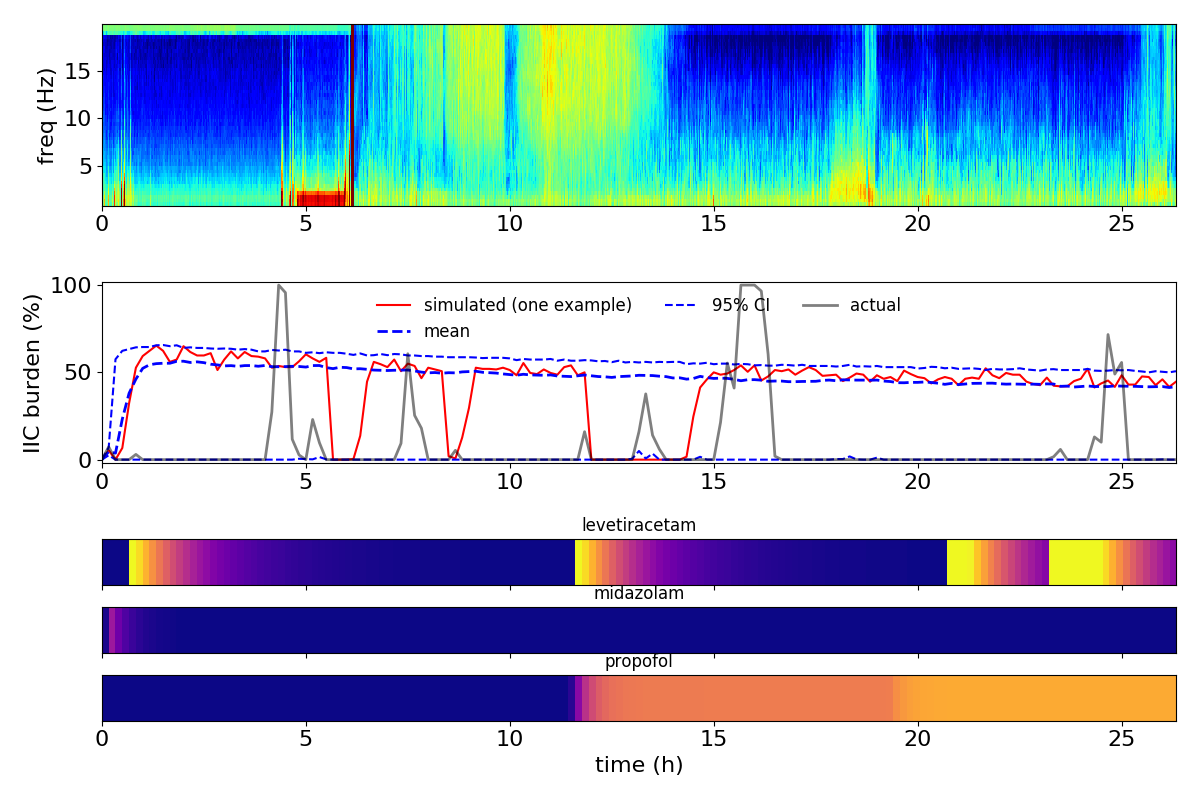 freq (Hz)
15
10
5
0 5 10 15 20 25
IIC burden (%)
100
50
0
simulated (one example)
mean
95% CI
actual
0 5 10 15 20 25
levetiracetam
midazolam
propofol
0 5 10 15 20 25
time (h)